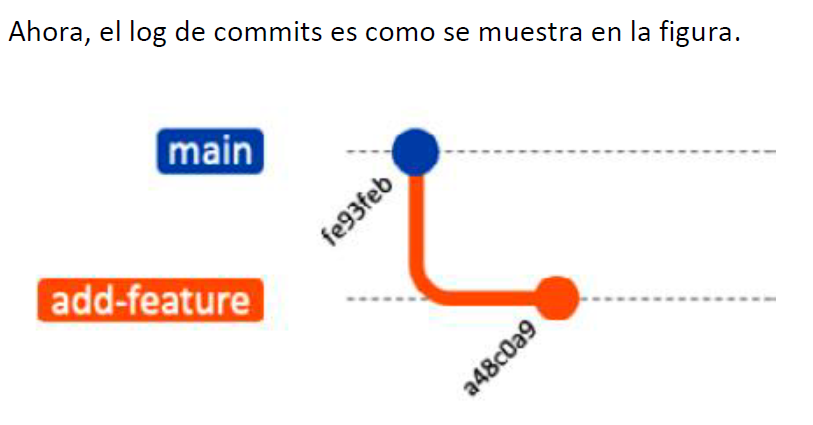 Ahora, el log de commits es como se muestra en la figura.
main
fe93feb
add-feature
a48c0a9